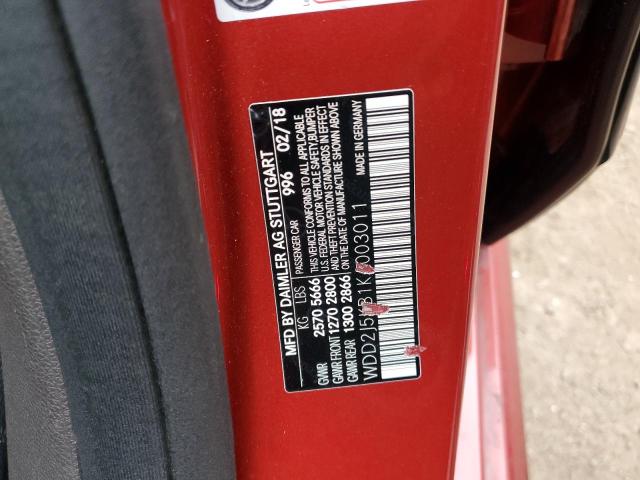 MFD BY DAIMLER AG STUTTGART
996 02/18
KG LBS PASSENGER CAR
GVWR 2570 5666 THIS VEHICLE CONFORMS TO ALL APPLICABLE
GAWR FRONT 1270 2800 U.S. FEDERAL MOTOR VEHICLE SAFETY, BUMPER
GAWR REAR 1300 2866 AND THEFT PREVENTION STANDARDS IN EFFECT
ON THE DATE OF MANUFACTURE SHOWN ABOVE
MADE IN GERMANY